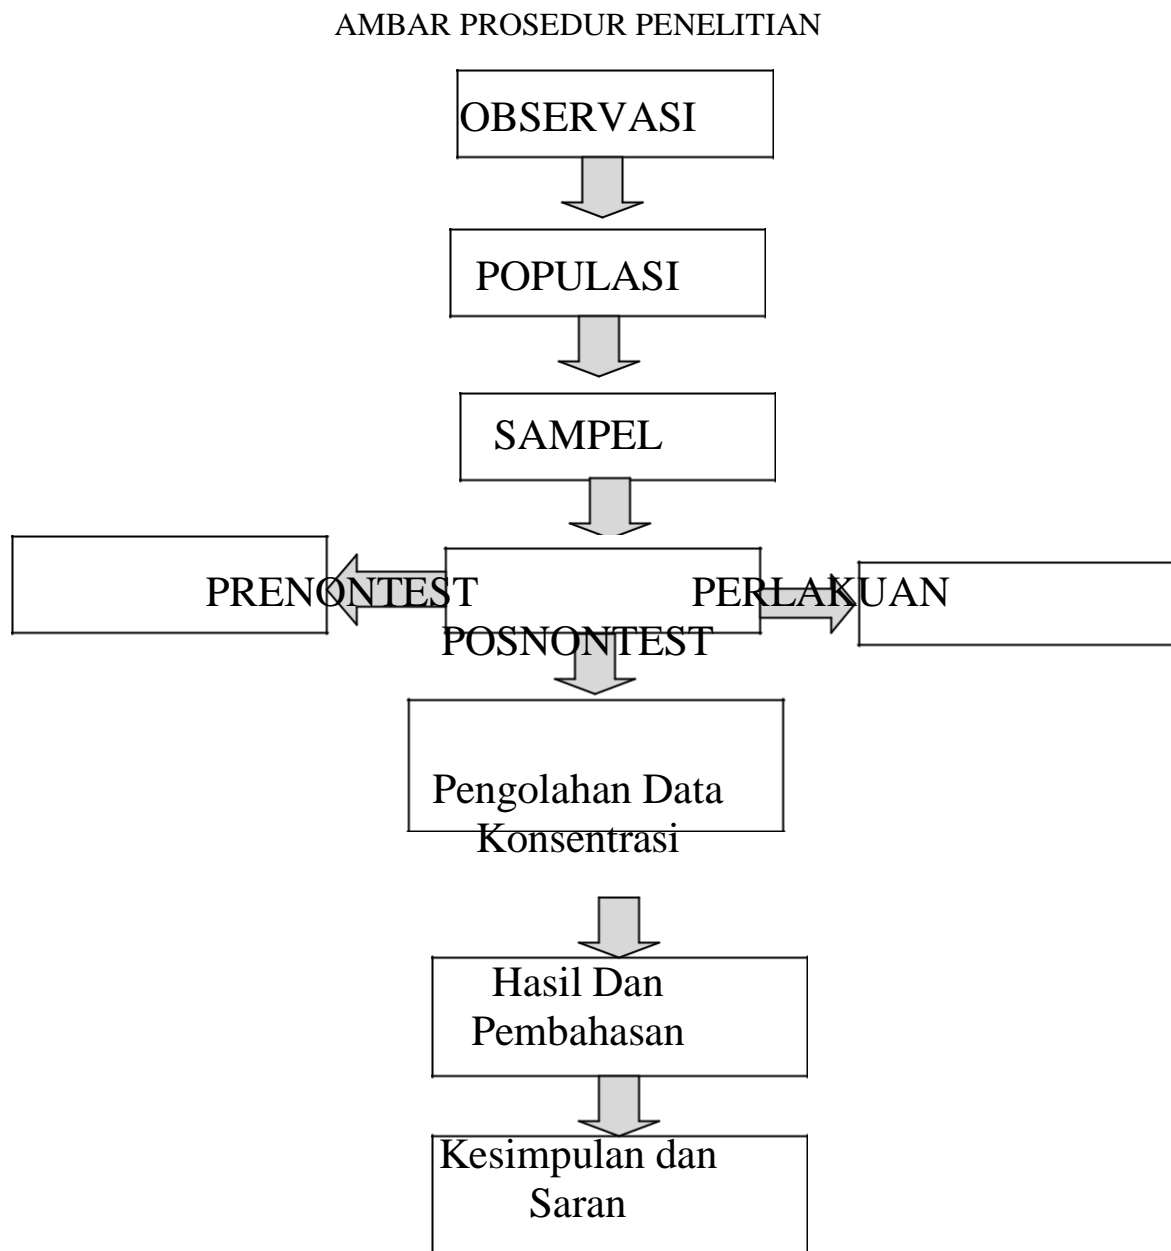 AMBAR PROSEDUR PENELITIAN
OBSERVASI
POPULASI
SAMPEL
PRENONTEST PERLAKUAN
POSNONTEST
Pengolahan Data
Konsentrasi
Hasil Dan
Pembahasan
Kesimpulan dan
Saran